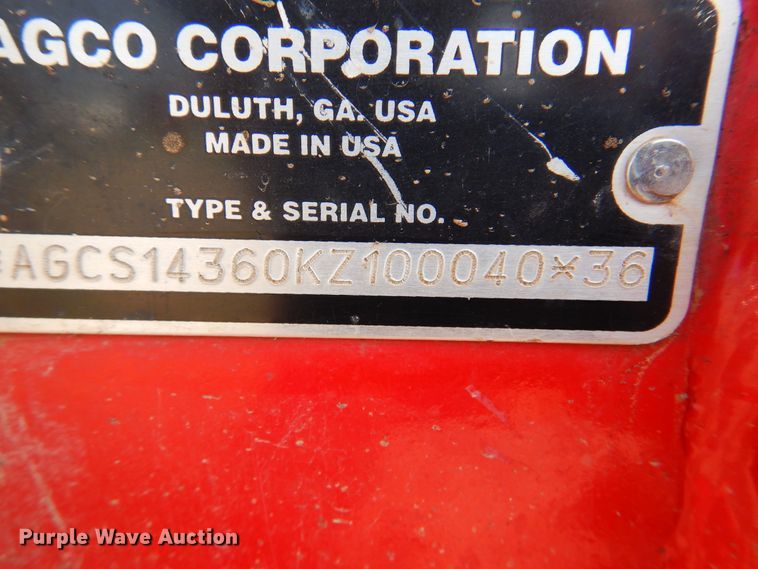 AGCO CORPORATION
DULUTH, GA. USA
MADE IN USA
TYPE & SERIAL NO.
*AGCS14360KZ100040*36
Purple Wave Auction